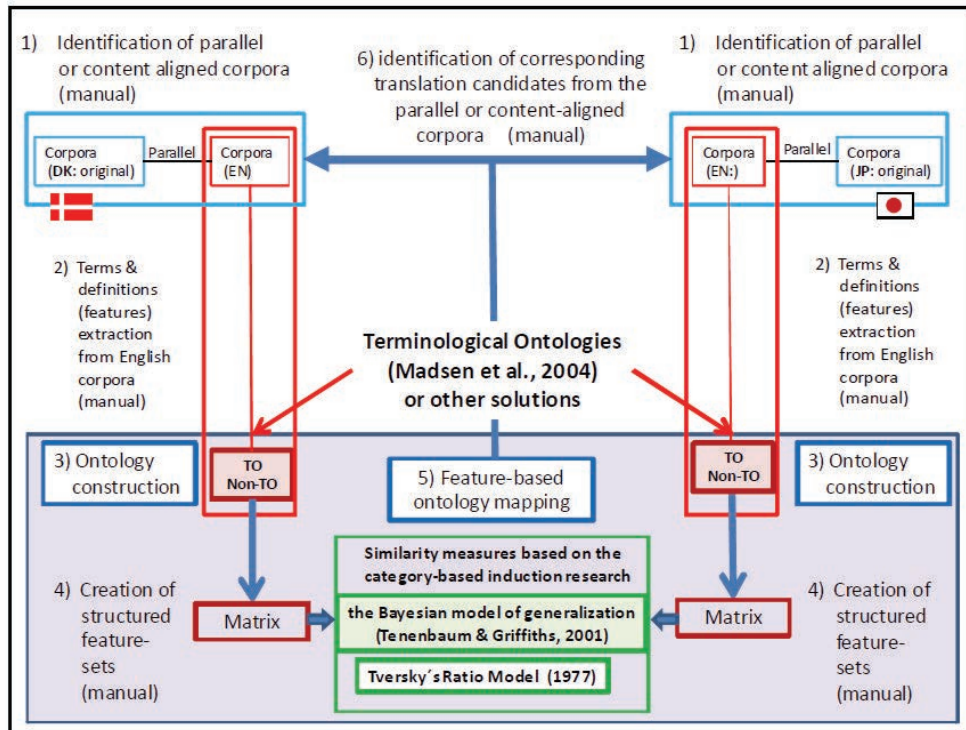 1) Identification of parallel
or content aligned corpora
(manual)
6) identification of corresponding
translation candidates from the
parallel or content-aligned
corpora (manual)
1) Identification of parallel
or content aligned corpora
(manual)
Corpora
(DK: original)
Parallel
Corpora
(EN)
Corpora
(EN:)
Parallel
Corpora
(JP: original)
2) Terms &
definitions
(features)
extraction
from English
corpora
(manual)
2) Terms &
definitions
(features)
extraction
from English
corpora
(manual)
Terminological Ontologies
(Madsen et al., 2004)
or other solutions
3) Ontology
construction
TO
Non-TO
5) Feature-based
ontology mapping
TO
Non-TO
3) Ontology
construction
Similarity measures based on the
category-based induction research
the Bayesian model of generalization
(Tenenbaum & Griffiths, 2001)
Tversky´s Ratio Model (1977)
4) Creation of
structured
feature-
sets
(manual)
Matrix
Matrix
4) Creation of
structured
feature-
sets
(manual)